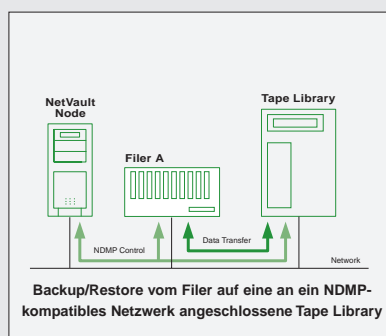 NetVault
Node
Tape Library
Filer A
NDMP Control
Data Transfer
Network
Backup/Restore vom Filer auf eine an ein NDMP-
kompatibles Netzwerk angeschlossene Tape Library